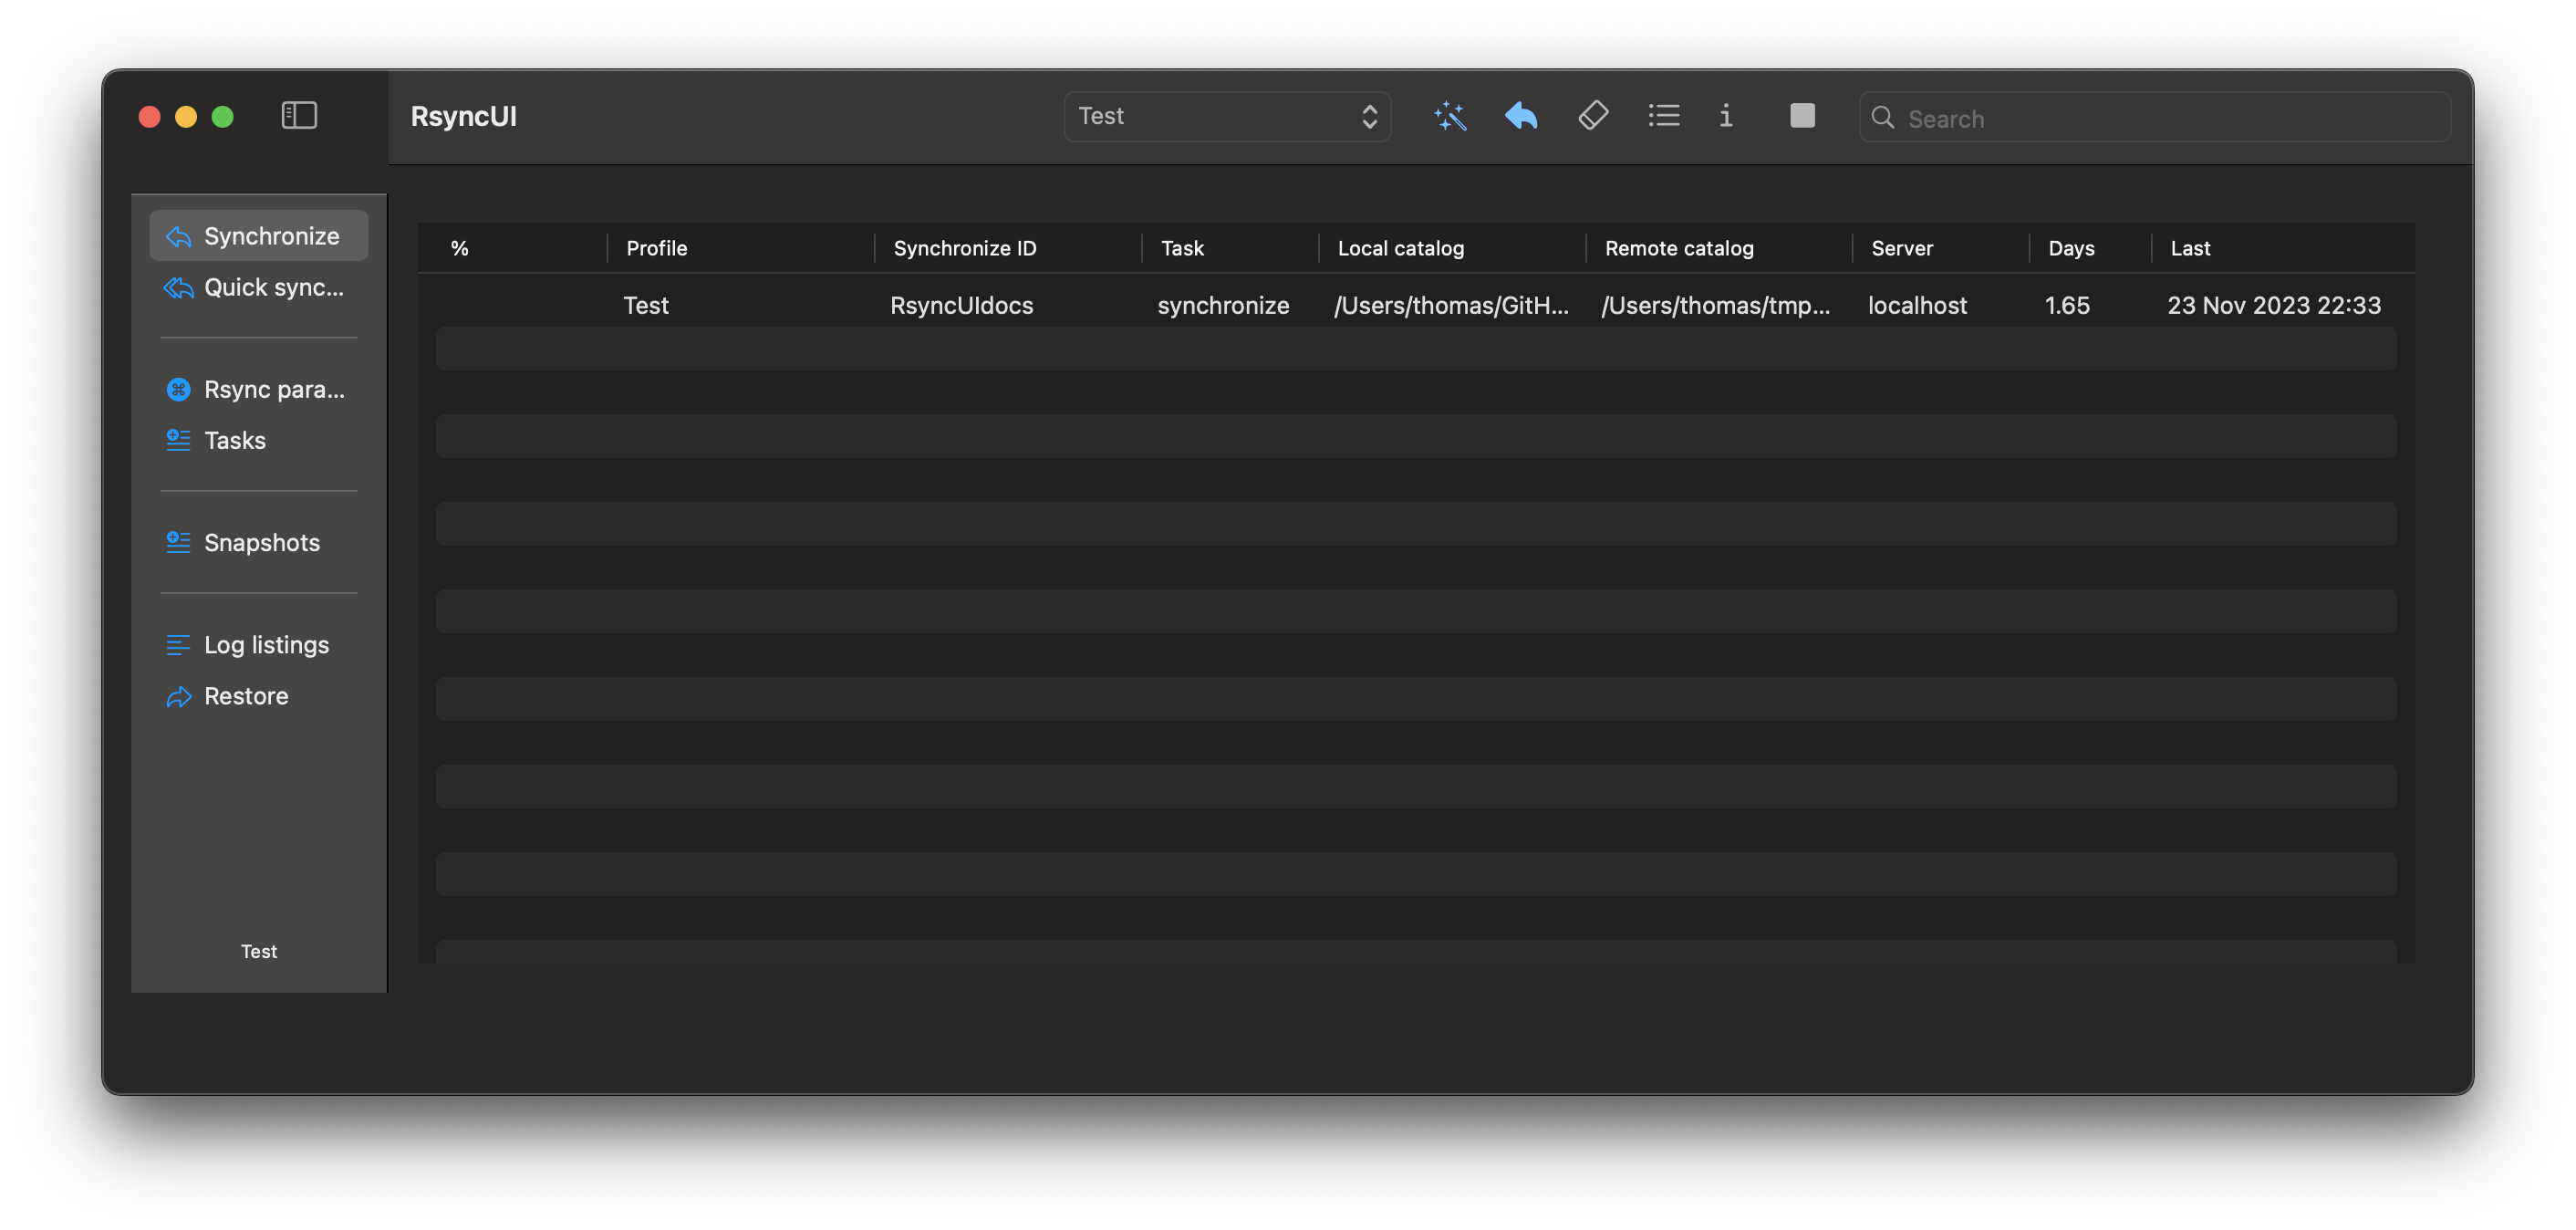 RsyncUI
Test
Search
Synchronize
Quick sync...
Rsync para...
Tasks
Snapshots
Log listings
Restore
Test
% Profile Synchronize ID Task Local catalog Remote catalog Server Days Last
Test RsyncUIdocs synchronize /Users/thomas/GitH... /Users/thomas/tmp... localhost 1.65 23 Nov 2023 22:33